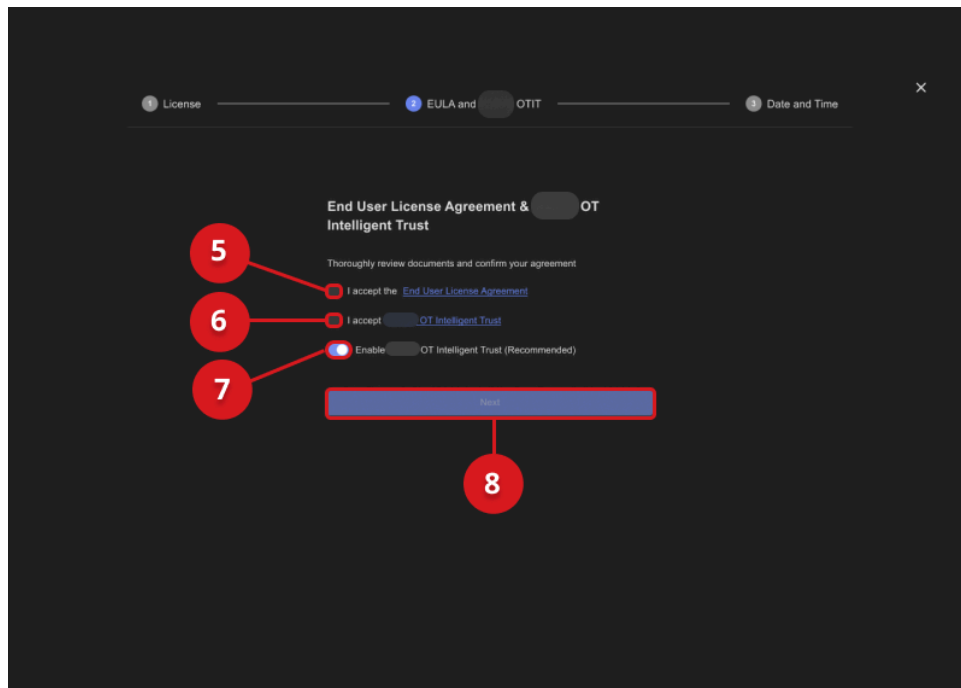 1 License
2 EULA and OTIT
3 Date and Time
End User License Agreement & OT
Intelligent Trust
Thoroughly review documents and confirm your agreement
5
I accept the End User License Agreement
6
I accept OT Intelligent Trust
7
Enable OT Intelligent Trust (Recommended)
Next
8